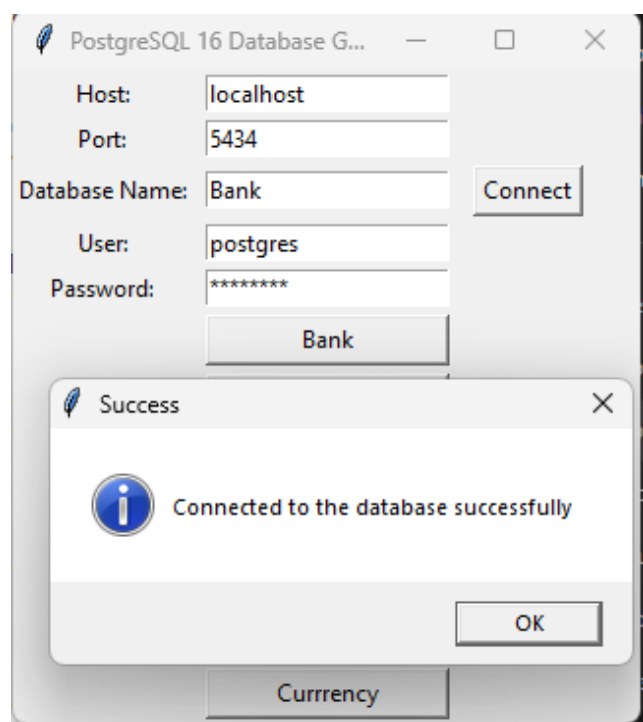 PostgreSQL 16 Database G...
Host: localhost
Port: 5434
Database Name: Bank Connect
User: postgres
Password: ********
Bank
Success
Connected to the database successfully
OK
Currrency